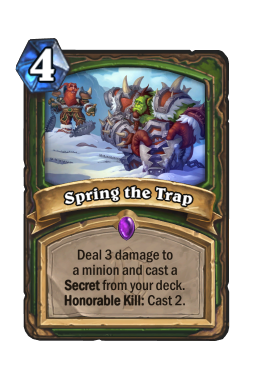 4
Spring the Trap
Deal 3 damage to
a minion and cast a
Secret from your deck.
Honorable Kill: Cast 2.